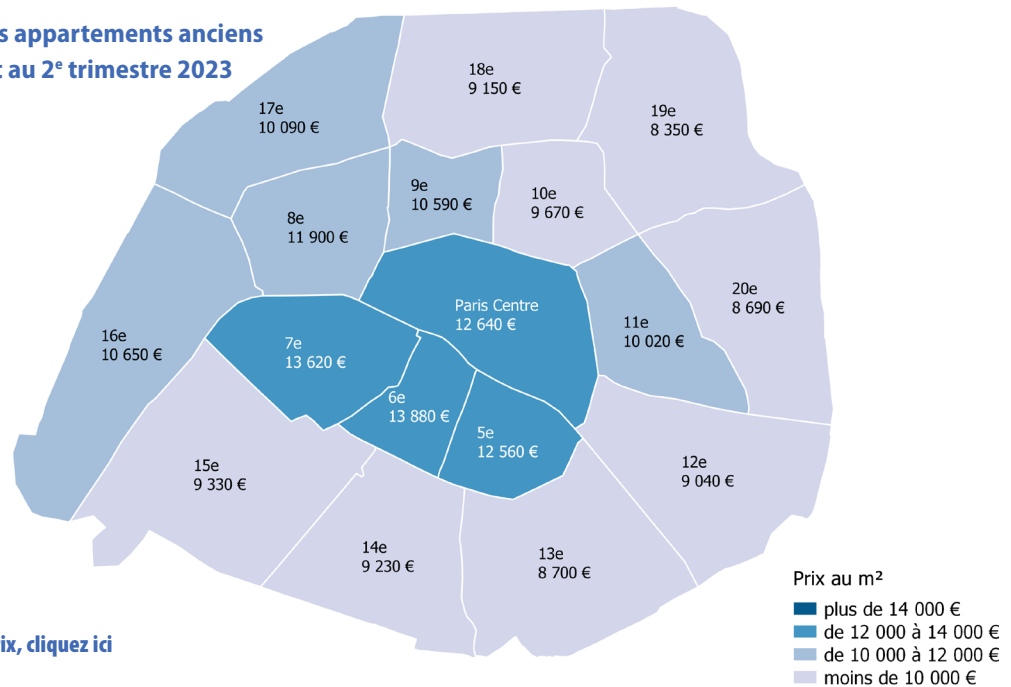 s appartements anciens
au 2e trimestre 2023
18e
9 150 €
17e
10 090 €
19e
8 350 €
9e
10 590 €
10e
9 670 €
8e
11 900 €
20e
8 690 €
Paris Centre
12 640 €
11e
10 020 €
16e
10 650 €
7e
13 620 €
6e
13 880 €
5e
12 560 €
15e
9 330 €
12e
9 040 €
14e
9 230 €
13e
8 700 €
Prix au m²
plus de 14 000 €
de 12 000 à 14 000 €
de 10 000 à 12 000 €
moins de 10 000 €
ix, cliquez ici